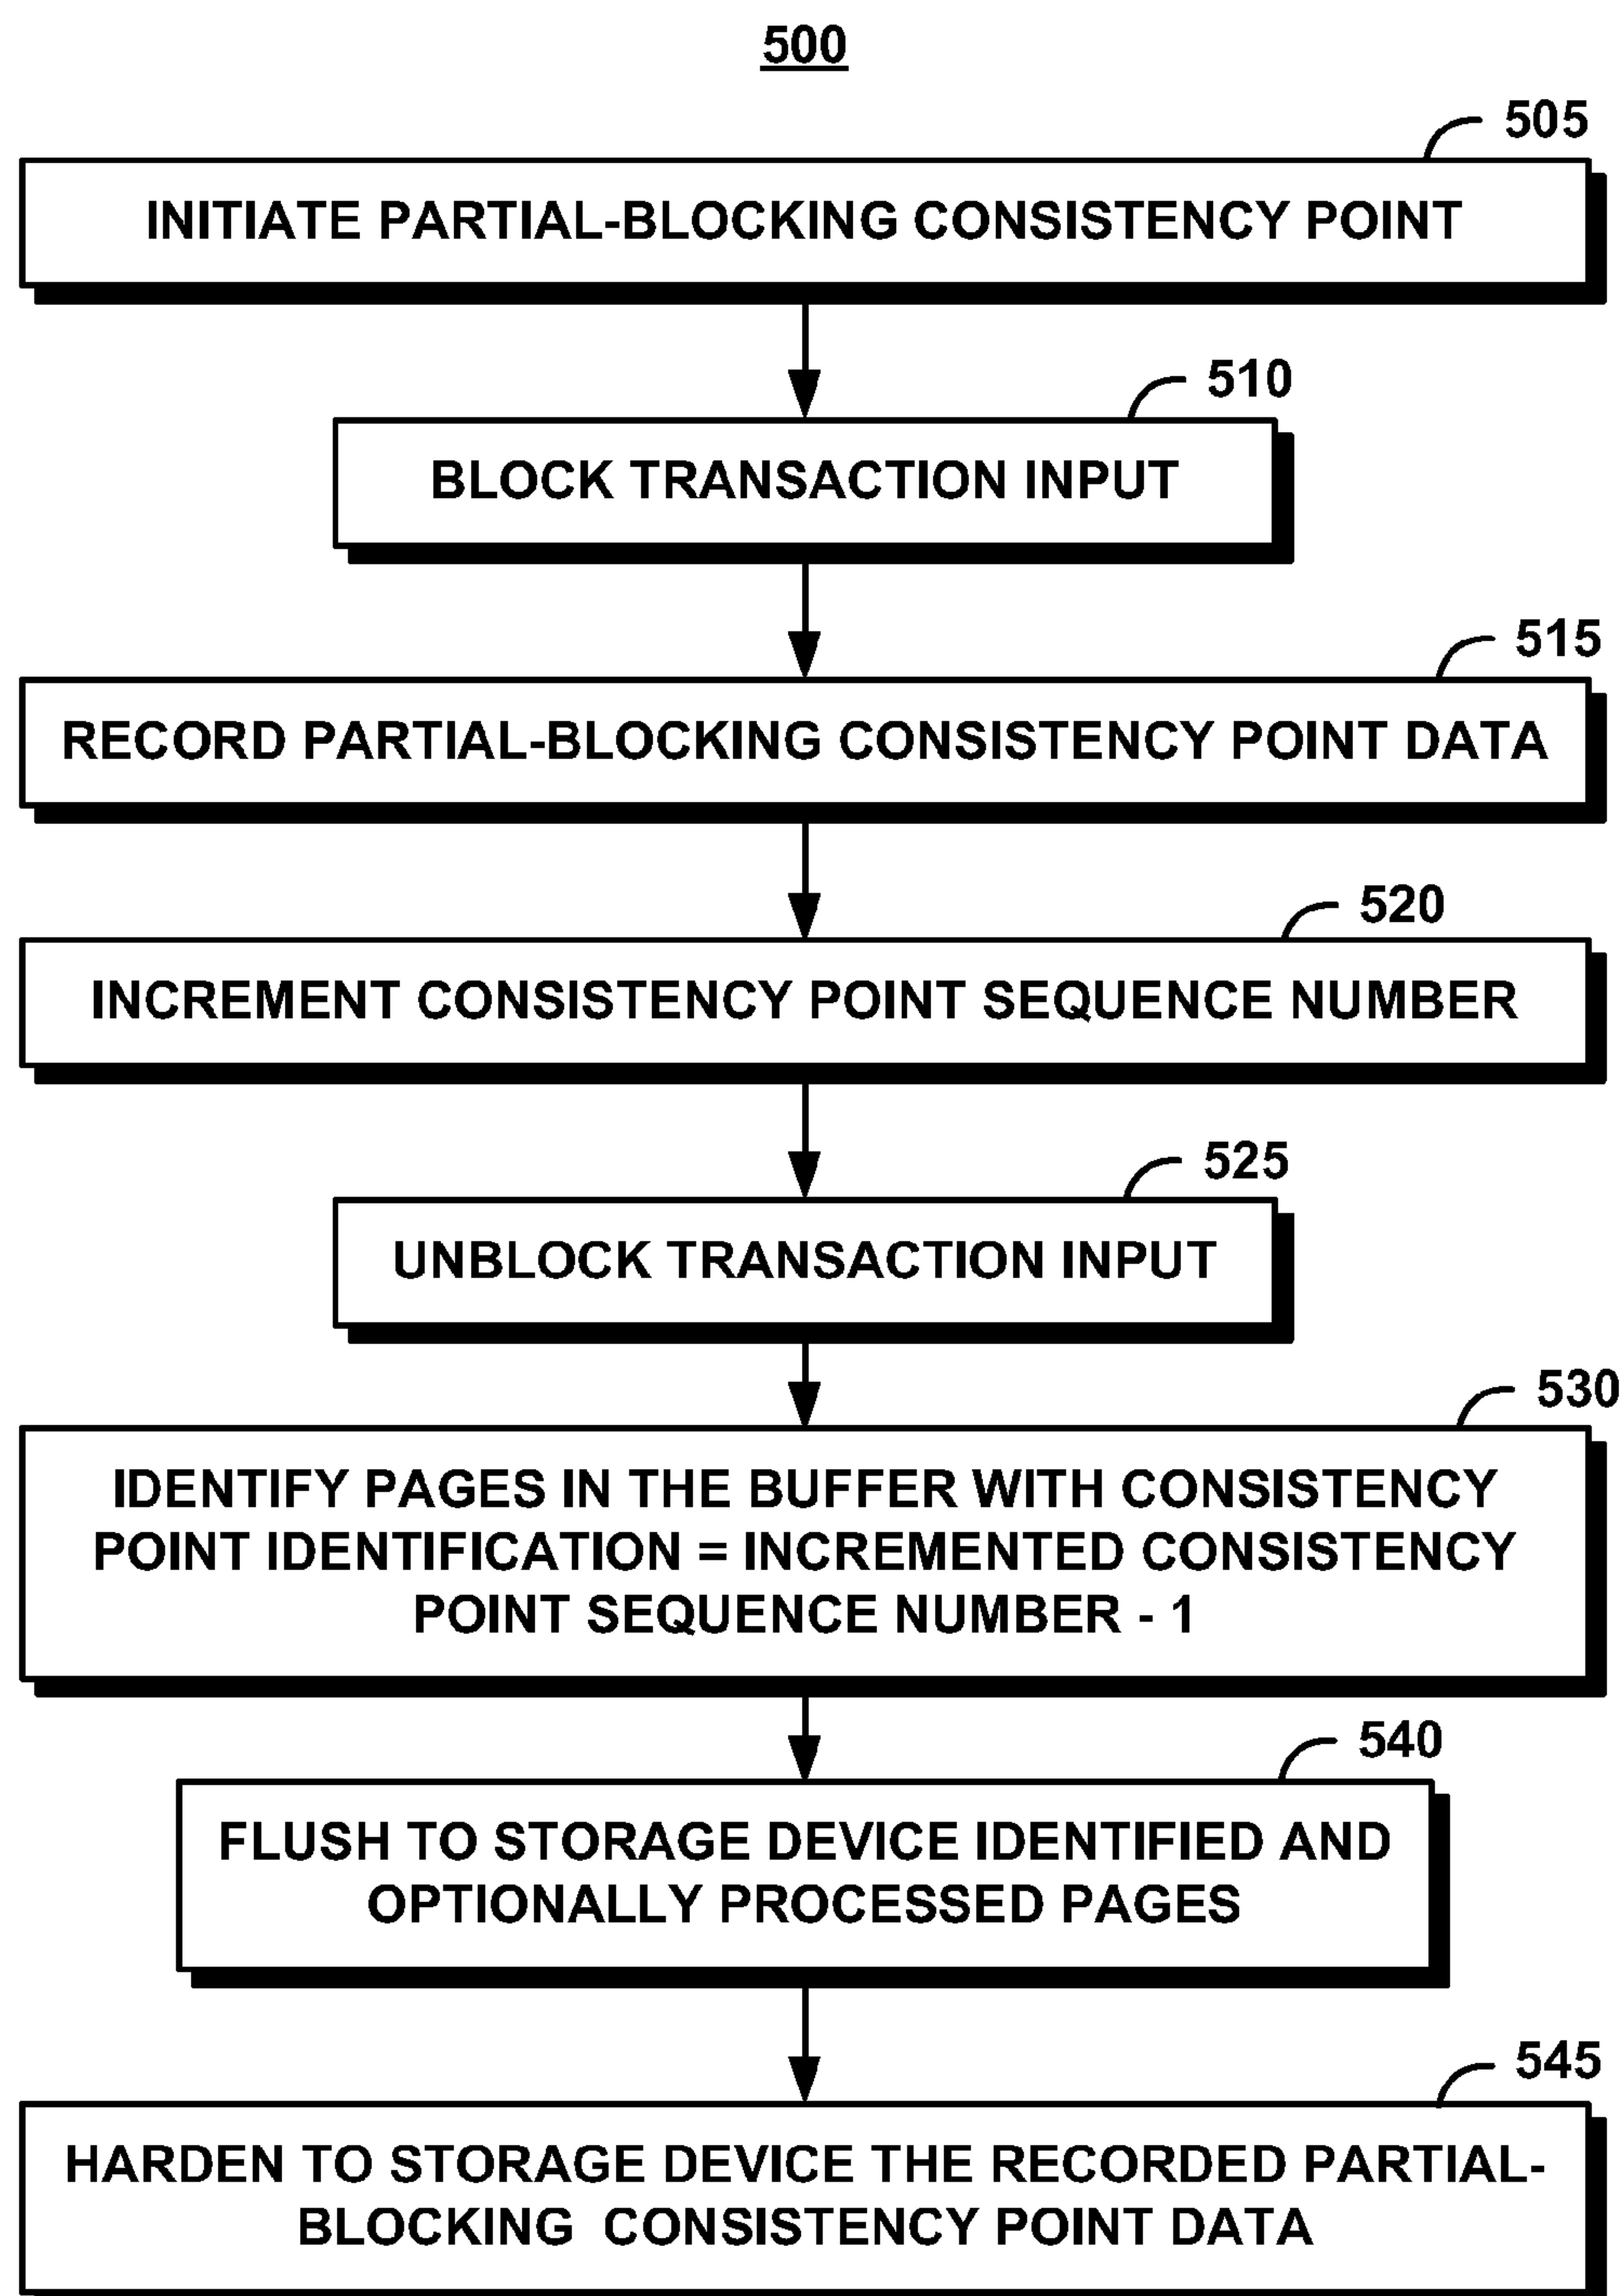 500
505
INITIATE PARTIAL-BLOCKING CONSISTENCY POINT
510
BLOCK TRANSACTION INPUT
515
RECORD PARTIAL-BLOCKING CONSISTENCY POINT DATA
520
INCREMENT CONSISTENCY POINT SEQUENCE NUMBER
525
UNBLOCK TRANSACTION INPUT
530
IDENTIFY PAGES IN THE BUFFER WITH CONSISTENCY
POINT IDENTIFICATION = INCREMENTED CONSISTENCY
POINT SEQUENCE NUMBER - 1
540
FLUSH TO STORAGE DEVICE IDENTIFIED AND
OPTIONALLY PROCESSED PAGES
545
HARDEN TO STORAGE DEVICE THE RECORDED PARTIAL-
BLOCKING CONSISTENCY POINT DATA